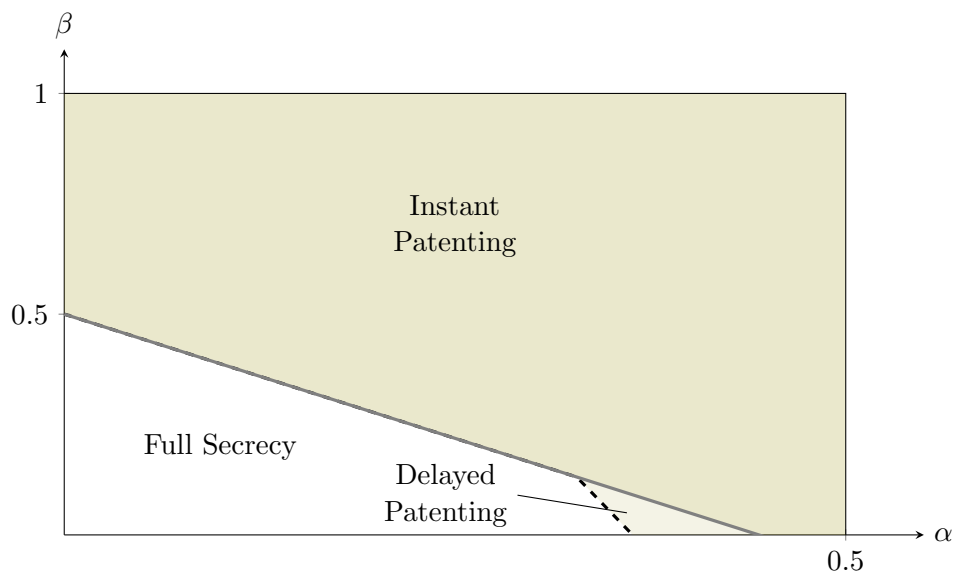 β
1
Instant
Patenting
0.5
Full Secrecy
Delayed
Patenting
α
0.5